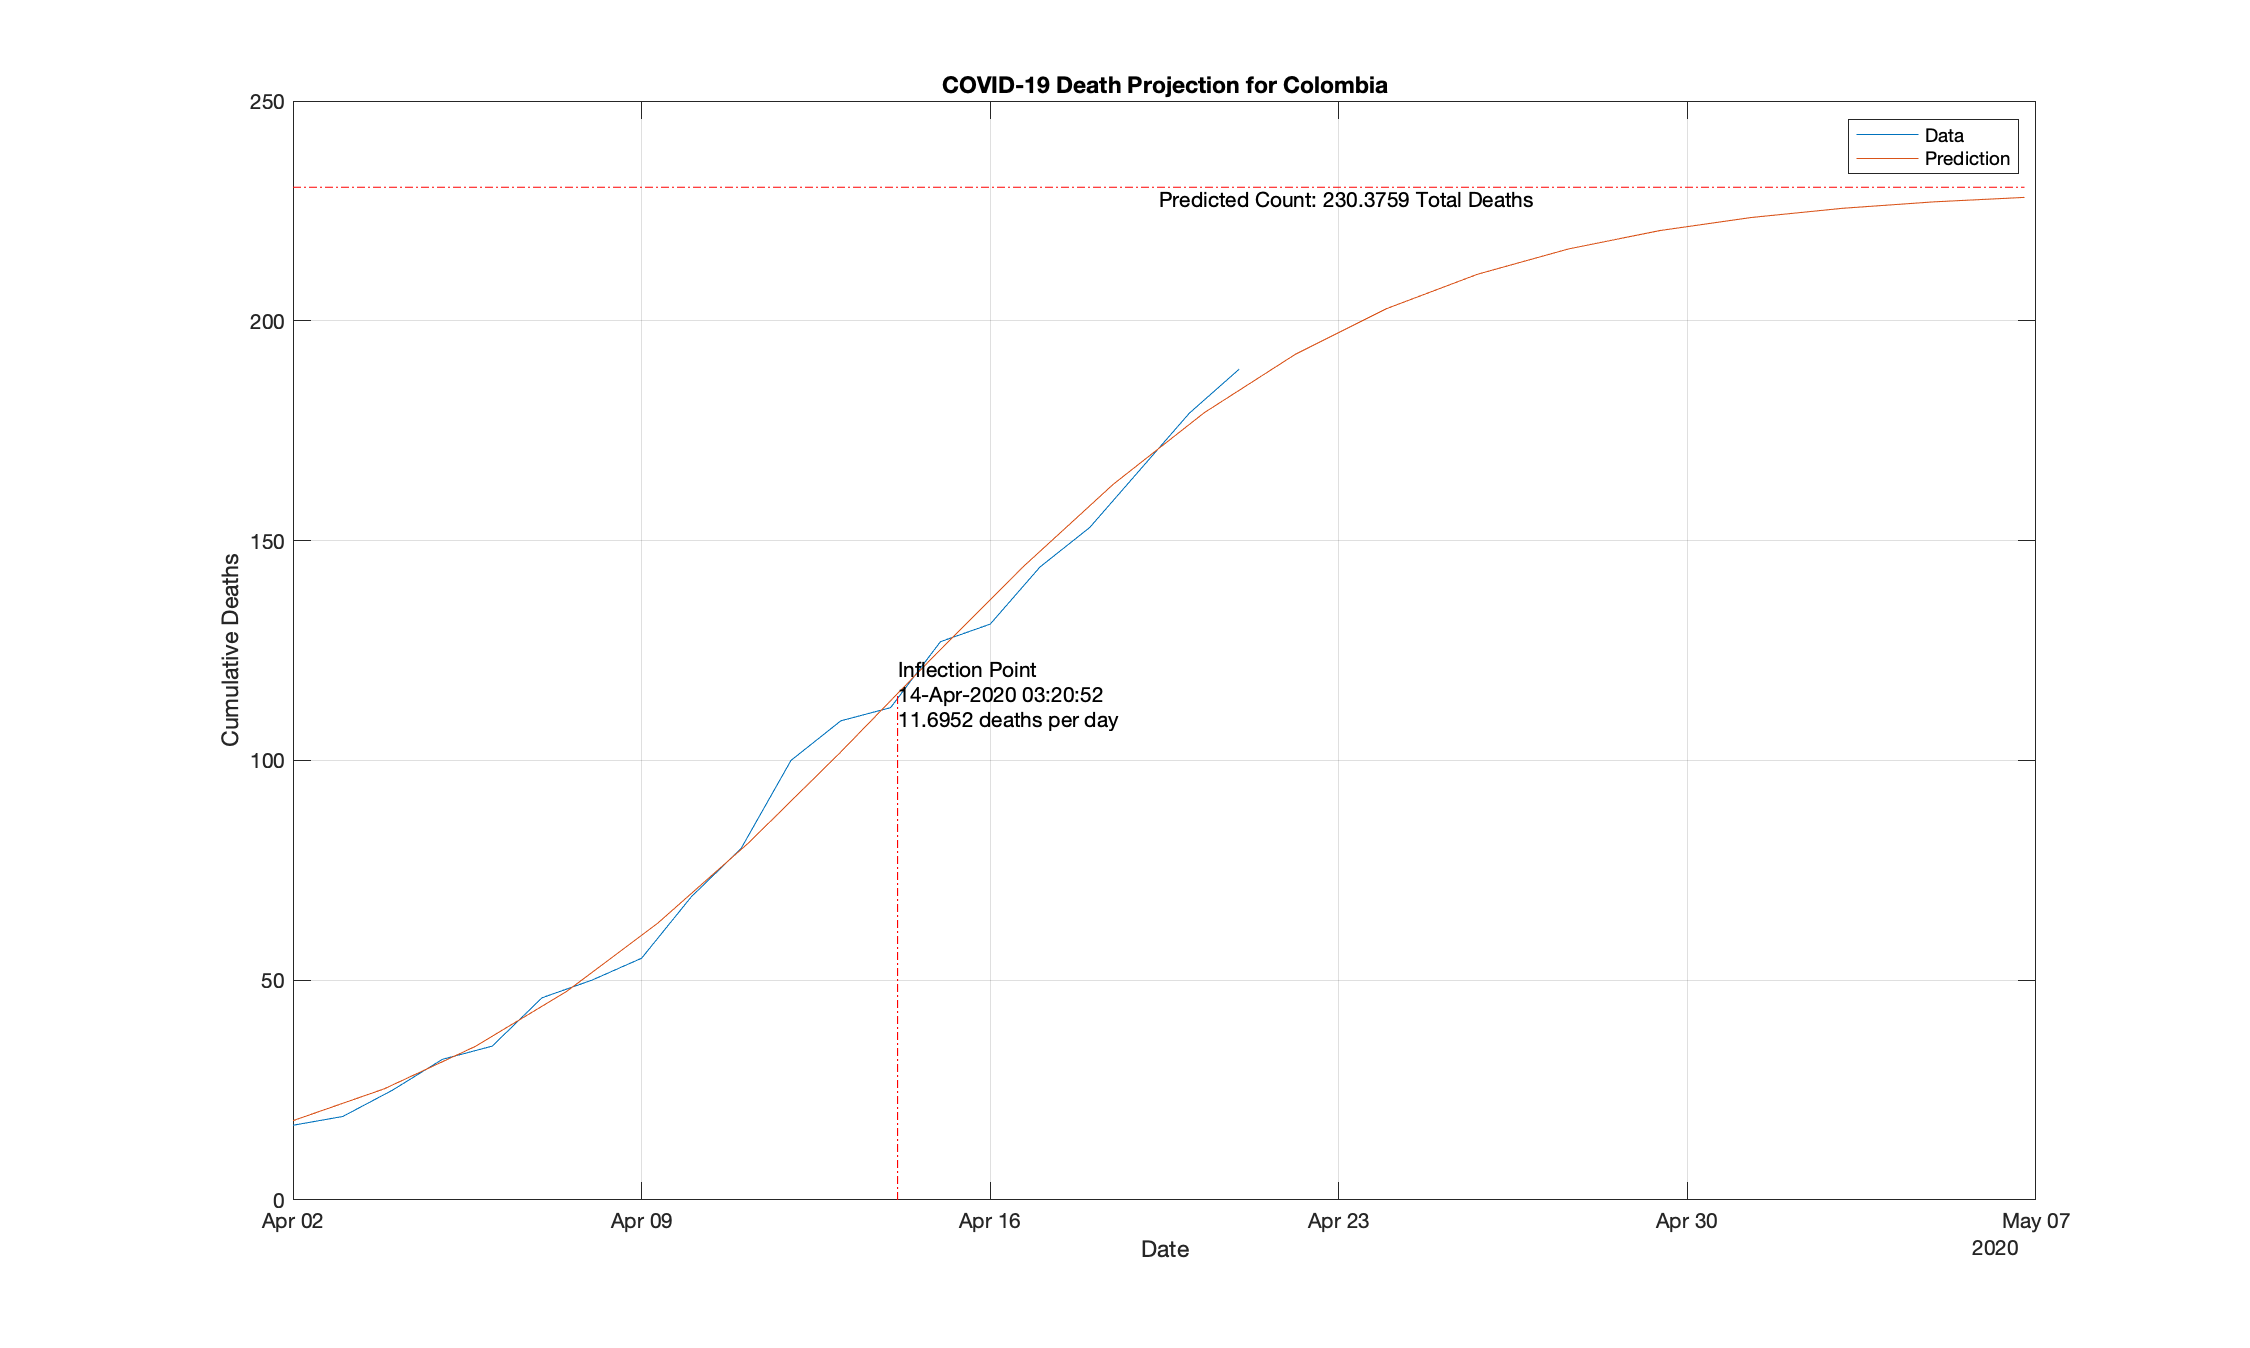 COVID-19 Death Projection for Colombia
250
200
150
100
50
0
Cumulative Deaths
Data
Prediction
Predicted Count: 230.3759 Total Deaths
Inflection Point
14-Apr-2020 03:20:52
11.6952 deaths per day
Apr 02 Apr 09 Apr 16 Apr 23 Apr 30 May 07
Date
2020